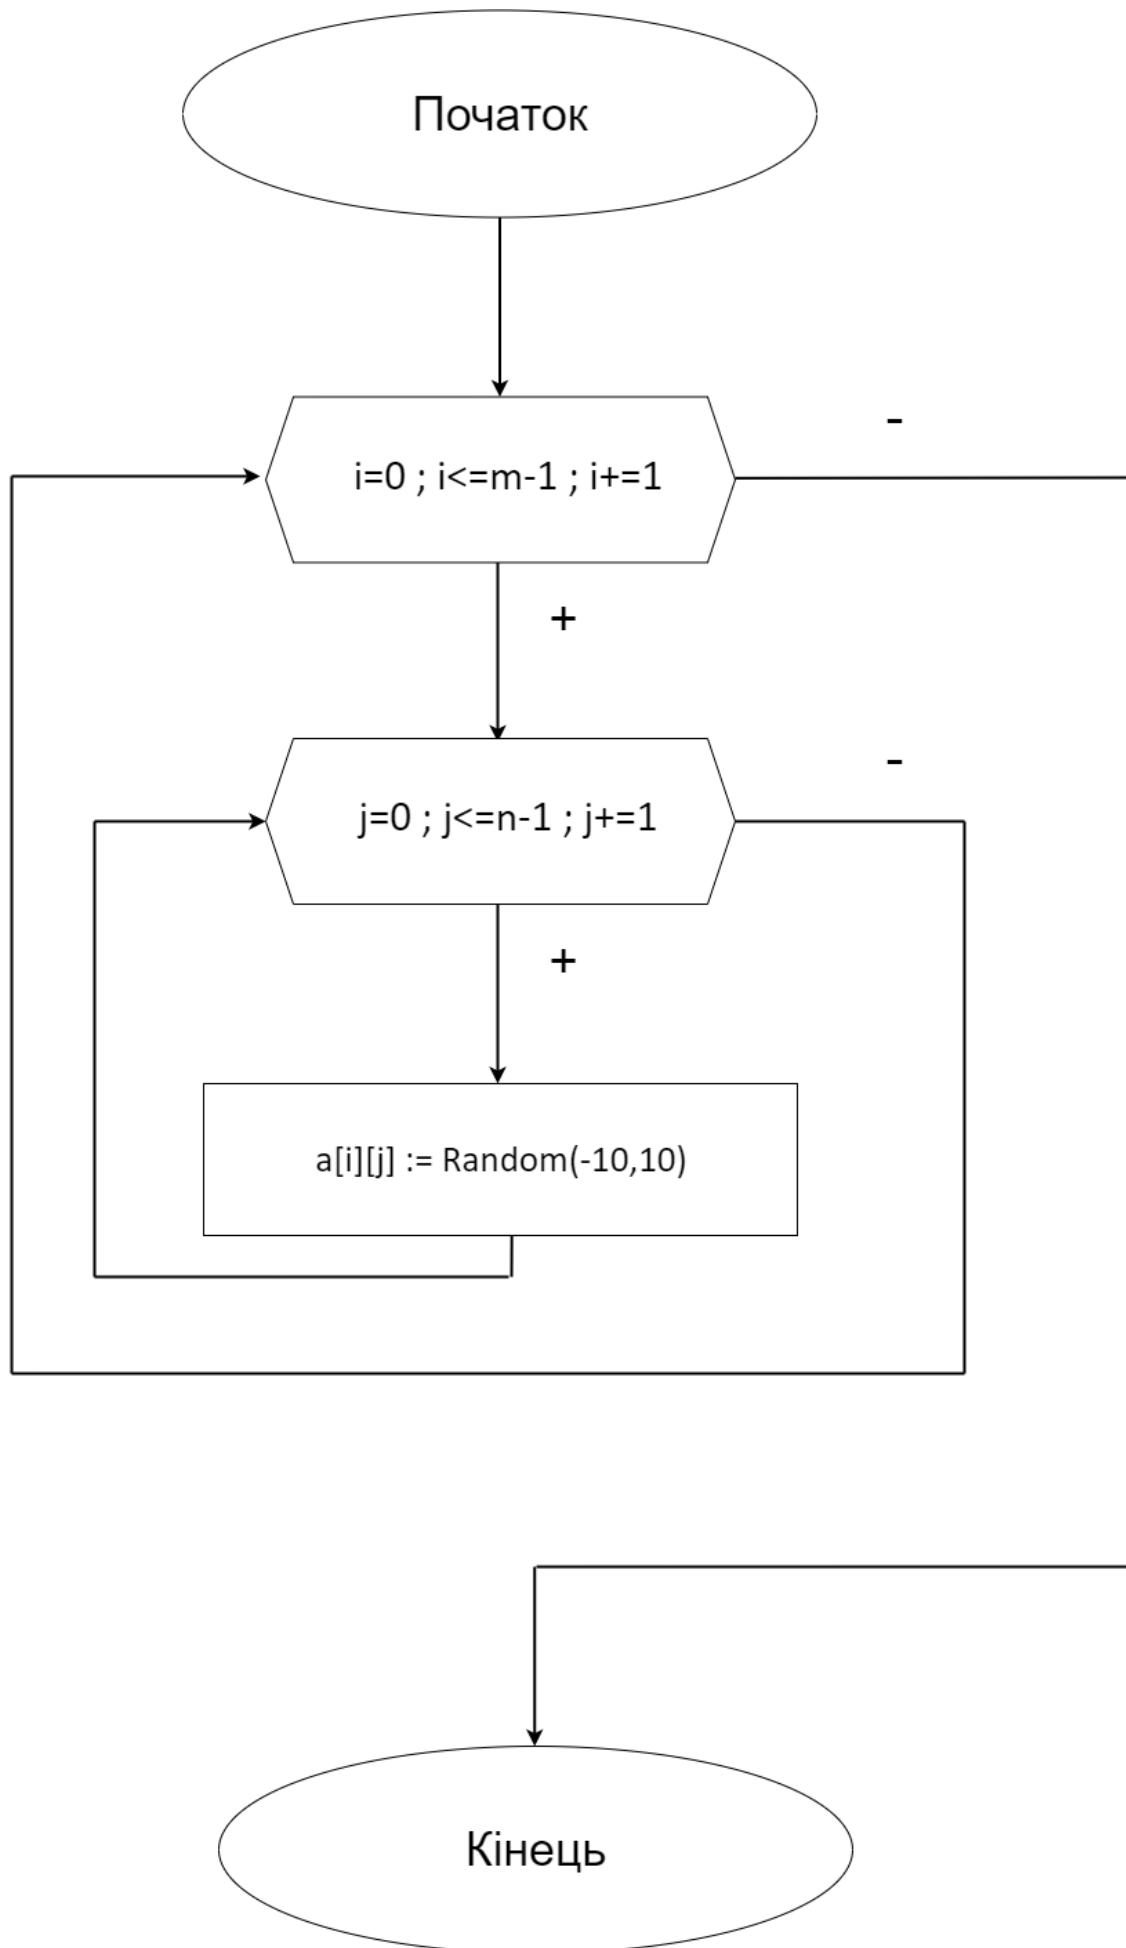 Початок
-
i=0 ; i<=m-1 ; i+=1
+
-
j=0 ; j<=n-1 ; j+=1
+
a[i][j] := Random(-10,10)
Кінець